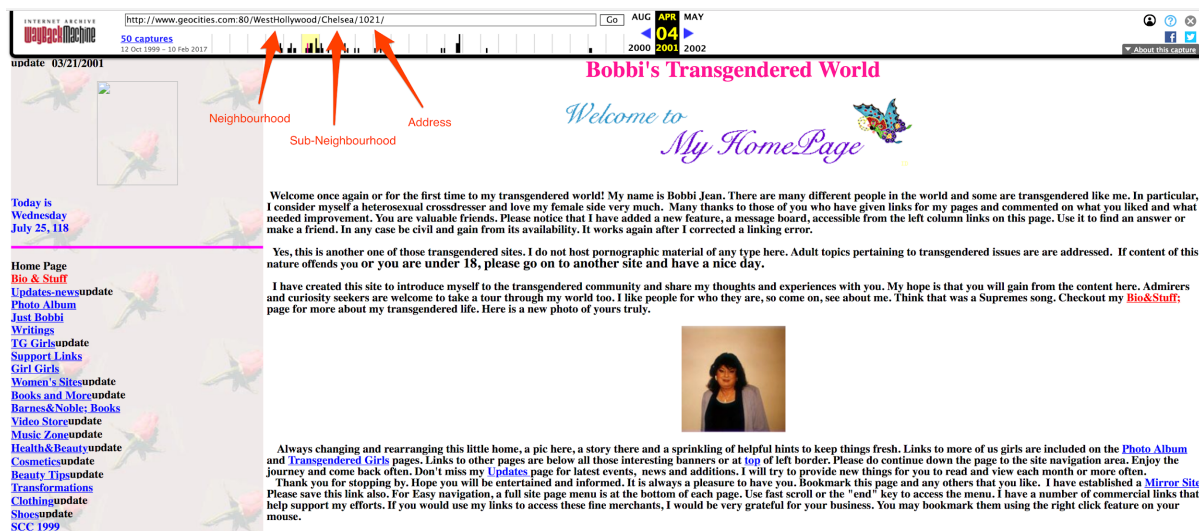 INTERNET ARCHIVE
WayBackMachine
http://www.geocities.com:80/WestHollywood/Chelsea/1021/
Go
AUG APR MAY
50 captures
04
12 Oct 1999 – 10 Feb 2017
2000 2001 2002
About this capture
Neighbourhood
Sub-Neighbourhood
Address
update 03/21/2001
Today is
Wednesday
July 25, 118
Home Page
Bio & Stuff
Updates-newsupdate
Photo Album
Just Bobbi
Writings
TG Girlsupdate
Support Links
Girl Girls
Women's Sitesupdate
Books and Moreupdate
Barnes&Noble; Books
Video Storeupdate
Music Zoneupdate
Health&Beautyupdate
Cosmeticsupdate
Beauty Tipsupdate
Transformations
Clothingupdate
Shoesupdate
SCC 1999
Bobbi's Transgendered World
Welcome to
My HomePage
Welcome once again or for the first time to my transgendered world! My name is Bobbi Jean. There are many different people in the world and some are transgendered like me. In particular,
I consider myself a heterosexual crossdresser and love my female side very much. Many thanks to those of you who have given links for my pages and commented on what you liked and what
needed improvement. You are valuable friends. Please notice that I have added a new feature, a message board, accessible from the left column links on this page. Use it to find an answer or
make a friend. In any case be civil and gain from its availability. It works again after I corrected a linking error.
Yes, this is another one of those transgendered sites. I do not host pornographic material of any type here. Adult topics pertaining to transgendered issues are are addressed. If content of this
nature offends you or you are under 18, please go on to another site and have a nice day.
I have created this site to introduce myself to the transgendered community and share my thoughts and experiences with you. My hope is that you will gain from the content here. Admirers
and curiosity seekers are welcome to take a tour through my world too. I like people for who they are, so come on, see about me. Think that was a Supremes song. Checkout my Bio&Stuff;
page for more about my transgendered life. Here is a new photo of yours truly.
Always changing and rearranging this little home, a pic here, a story there and a sprinkling of helpful hints to keep things fresh. Links to more of us girls are included on the Photo Album
and Transgendered Girls pages. Links to other pages are below all those interesting banners or at top of left border. Please do continue down the page to the site navigation area. Enjoy the
journey and come back often. Don't miss my Updates page for latest events, news and additions. I will try to provide new things for you to read and view each month or more often.
Thank you for stopping by. Hope you will be entertained and informed. It is always a pleasure to have you. Bookmark this page and any others that you like. I have established a Mirror Site
Please save this link also. For Easy navigation, a full site page menu is at the bottom of each page. Use fast scroll or the "end" key to access the menu. I have a number of commercial links that
help support my efforts. If you would use my links to access these fine merchants, I would be very grateful for your business. You may bookmark them using the right click feature on your
mouse.